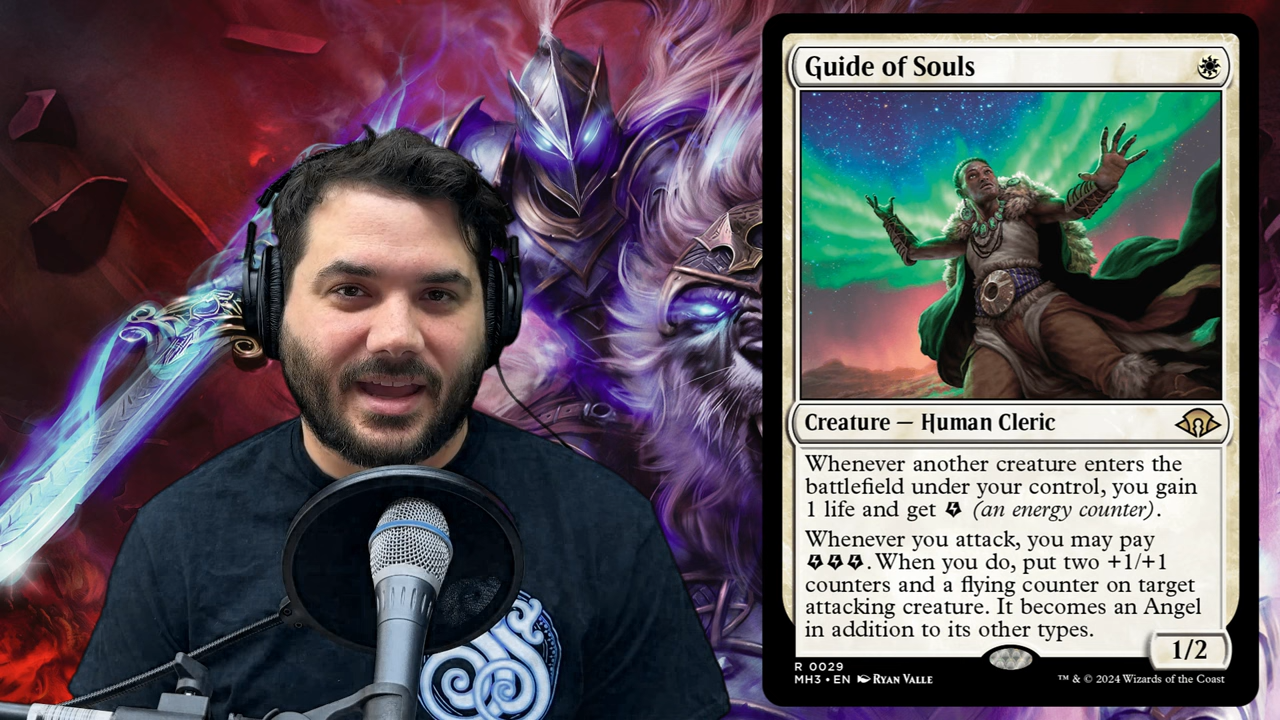 Guide of Souls
Creature — Human Cleric
Whenever another creature enters the
battlefield under your control, you gain
1 life and get (an energy counter).
Whenever you attack, you may pay
. When you do, put two +1/+1
counters and a flying counter on target
attacking creature. It becomes an Angel
in addition to its other types.
1/2
R 0029
MH3 • EN Ryan Valle
™ & © 2024 Wizards of the Coast